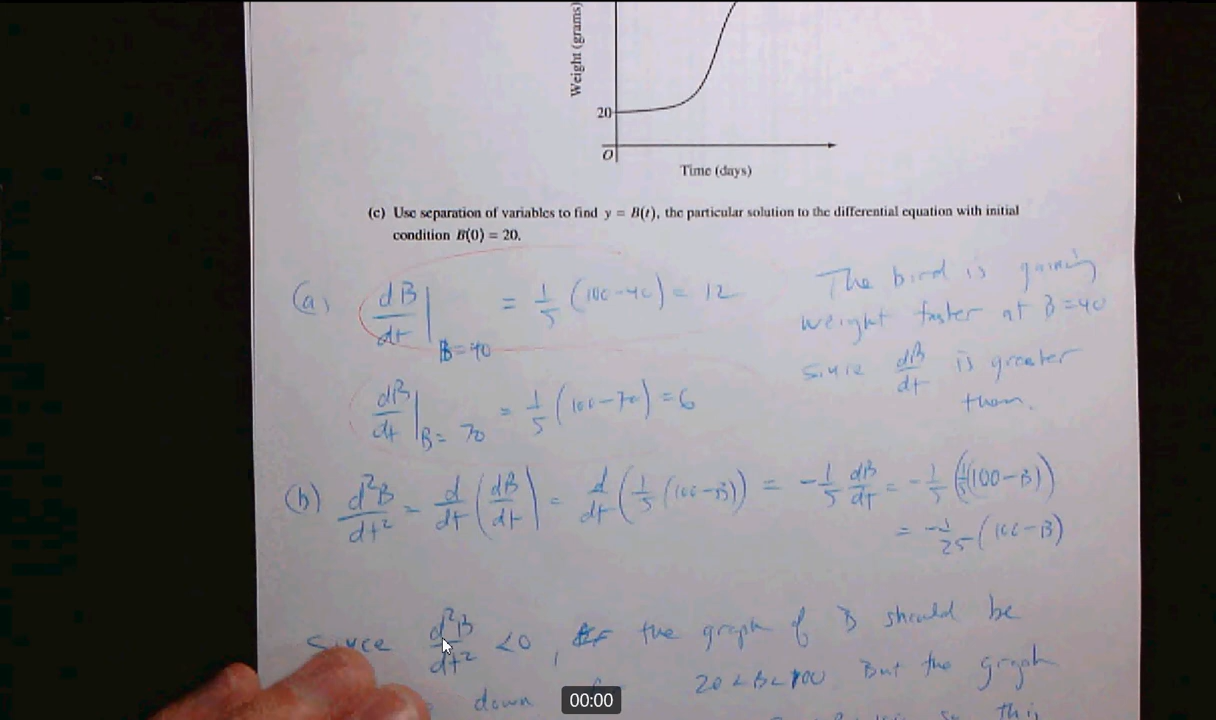 Weight (grams)
20
O
Time (days)
(c) Use separation of variables to find y = B(t), the particular solution to the differential equation with initial
condition B(0) = 20.
(a) dB/dt | B=40 = 1/5 (100-40) = 12
The bird is gaining
weight faster at B=40
since dB/dt is greater
then.
dB/dt | B= 70 = 1/5 (100-70) = 6
(b) d²B/dt² = d/dt (dB/dt) = d/dt (1/5 (100-B)) = -1/5 dB/dt = -1/5 (1/5(100-B))
= -1/25 (100-B)
Since d²B/dt² <0, the graph of B should be
down 20<B<100 But the graph
so this
00:00